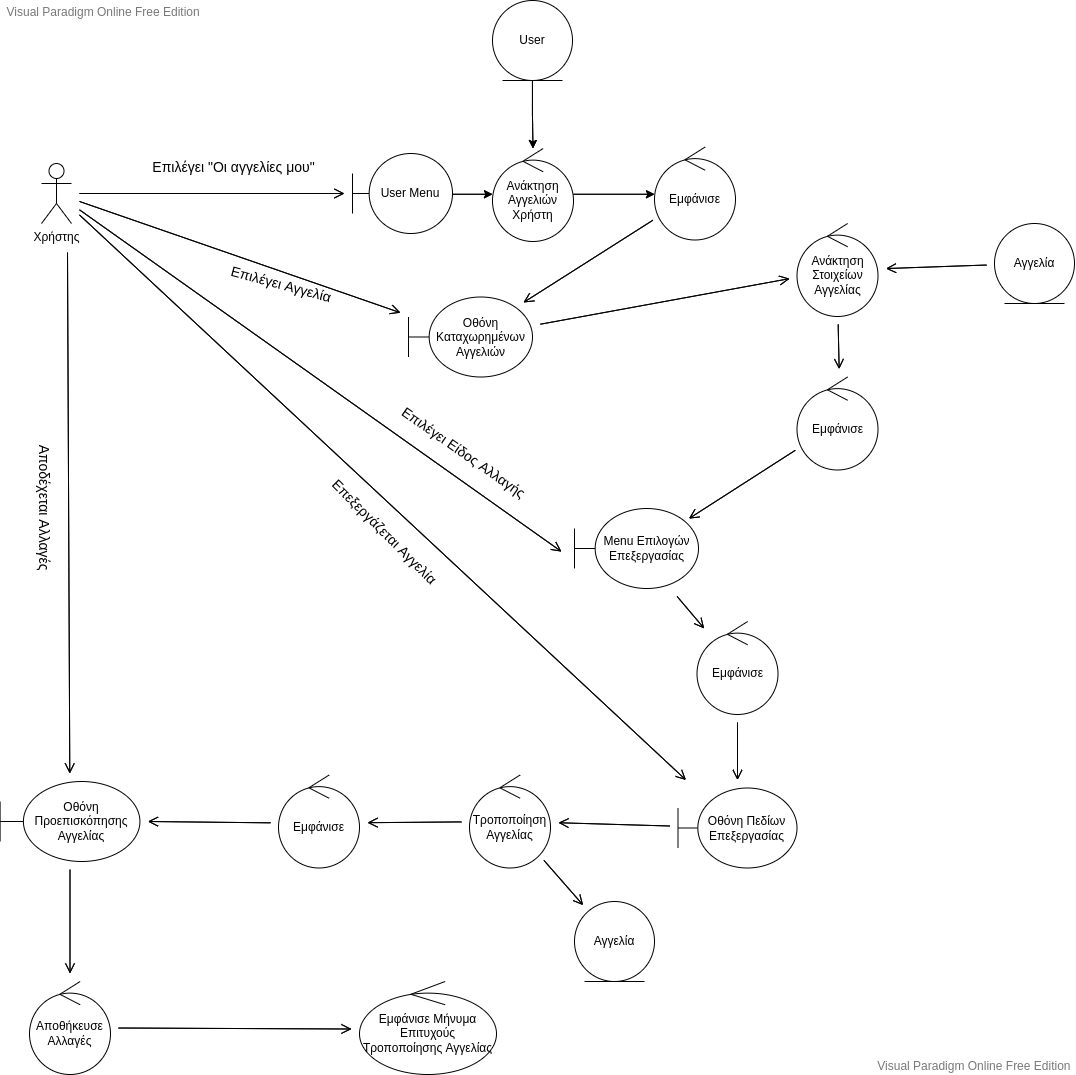 Visual Paradigm Online Free Edition
User
Επιλέγει "Οι αγγελίες μου"
User Menu
Ανάκτηση
Αγγελιών
Χρήστη
Εμφάνισε
Χρήστης
Επιλέγει Αγγελία
Ανάκτηση
Στοιχείων
Αγγελίας
Αγγελία
Οθόνη
Καταχωρημένων
Αγγελιών
Εμφάνισε
Επιλέγει Είδος Αλλαγής
Επεξεργάζεται Αγγελία
Αποδέχεται Αλλαγές
Menu Επιλογών
Επεξεργασίας
Εμφάνισε
Οθόνη
Προεπισκόπησης
Αγγελίας
Εμφάνισε
Τροποποίηση
Αγγελίας
Οθόνη Πεδίων
Επεξεργασίας
Αγγελία
Αποθήκευσε
Αλλαγές
Εμφάνισε Μήνυμα
Επιτυχούς
Τροποποίησης Αγγελίας
Visual Paradigm Online Free Edition